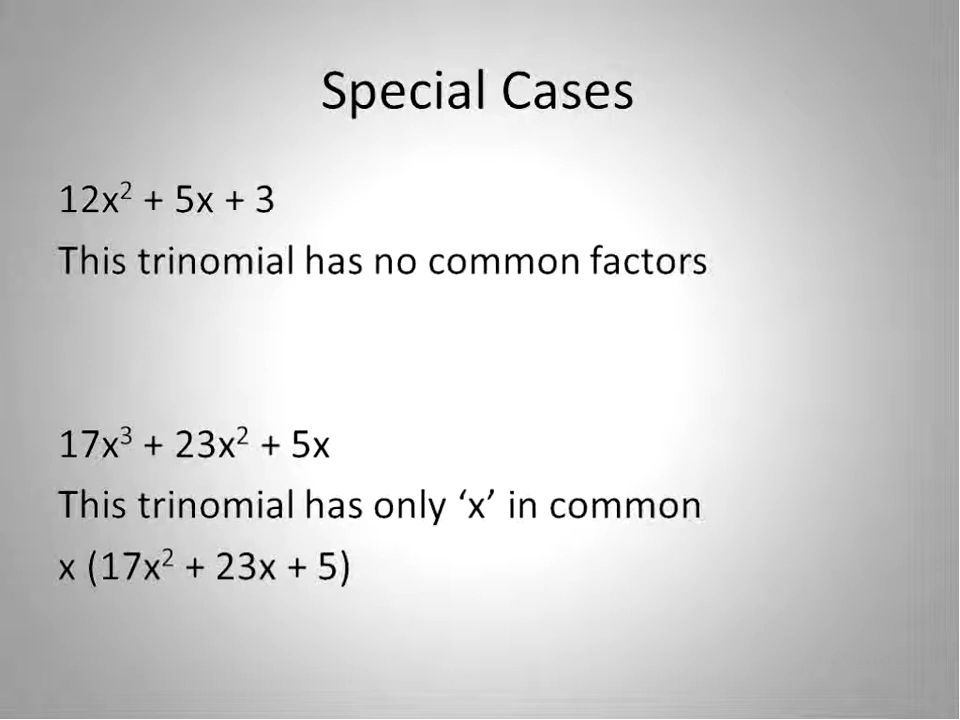 Special Cases
12x² + 5x + 3
This trinomial has no common factors
17x³ + 23x² + 5x
This trinomial has only ‘x’ in common
x (17x² + 23x + 5)